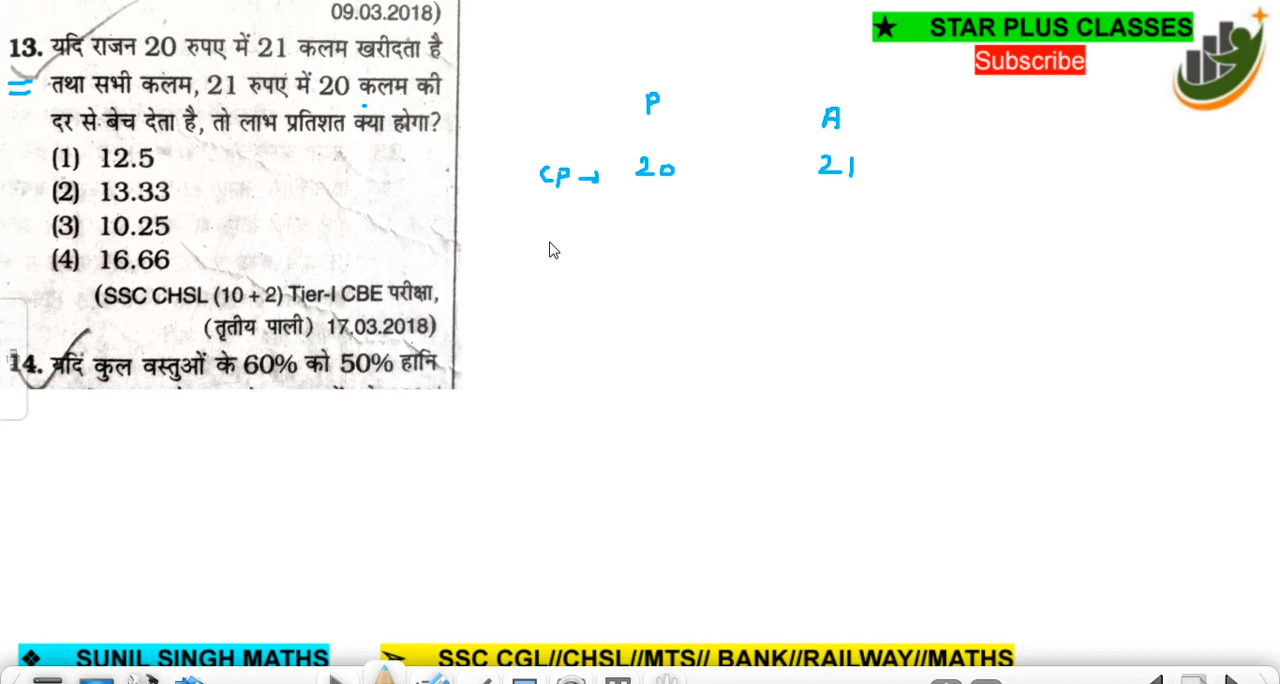 09.03.2018)
13. यदि राजन 20 रुपए में 21 कलम खरीदता है
तथा सभी कलम, 21 रुपए में 20 कलम की
दर से बेच देता है, तो लाभ प्रतिशत क्या होगा?
(1) 12.5
(2) 13.33
(3) 10.25
(4) 16.66
(SSC CHSL (10 + 2) Tier-I CBE परीक्षा,
(तृतीय पाली) 17.03.2018)
14. यदि कुल वस्तुओं के 60% को 50% हानि
P A
CP → 20 21
★ STAR PLUS CLASSES
Subscribe
❖ SUNIL SINGH MATHS
➢ SSC CGL//CHSL//MTS// BANK//RAILWAY//MATHS